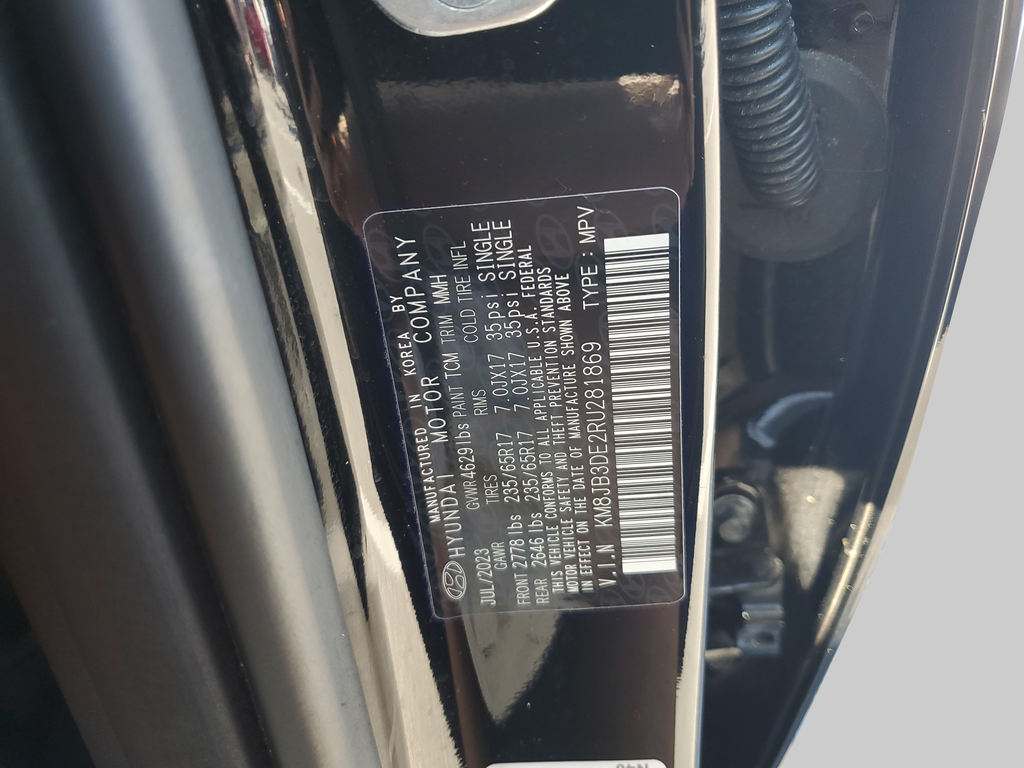 MANUFACTURED IN KOREA BY
HYUNDAI MOTOR COMPANY
JUL/2023 GVWR 4629 lbs PAINT TCM TRIM MMH
GAWR TIRES RIMS COLD TIRE INFL
FRONT 2778 lbs 235/65R17 7.0JX17 35psi SINGLE
REAR 2646 lbs 235/65R17 7.0JX17 35psi SINGLE
THIS VEHICLE CONFORMS TO ALL APPLICABLE U.S.A. FEDERAL
MOTOR VEHICLE SAFETY AND THEFT PREVENTION STANDARDS
IN EFFECT ON THE DATE OF MANUFACTURE SHOWN ABOVE
V.I.N KM8JB3DE2RU281869 TYPE : MPV